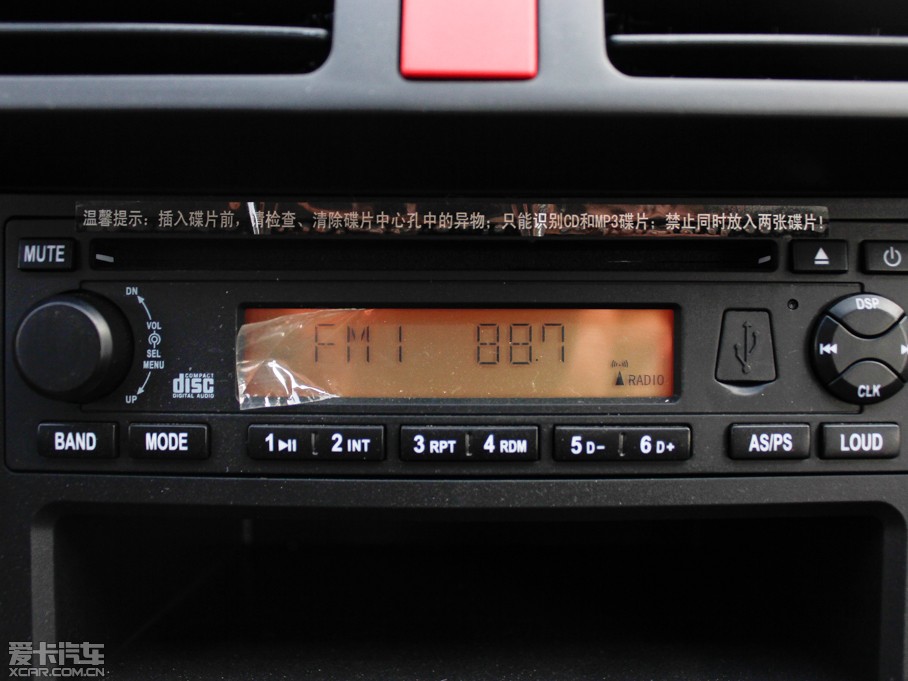 温馨提示：插入碟片前，请检查、清除碟片中心孔中的异物；只能识别CD和MP3碟片；禁止同时放入两张碟片！
MUTE
DN
VOL
SEL
MENU
UP
COMPACT
disc
DIGITAL AUDIO
FM1 887
RADIO
DSP
CLK
BAND
MODE
1 2 INT
3 RPT 4 RDM
5 D- 6 D+
AS/PS
LOUD
爱卡汽车
XCAR.COM.CN